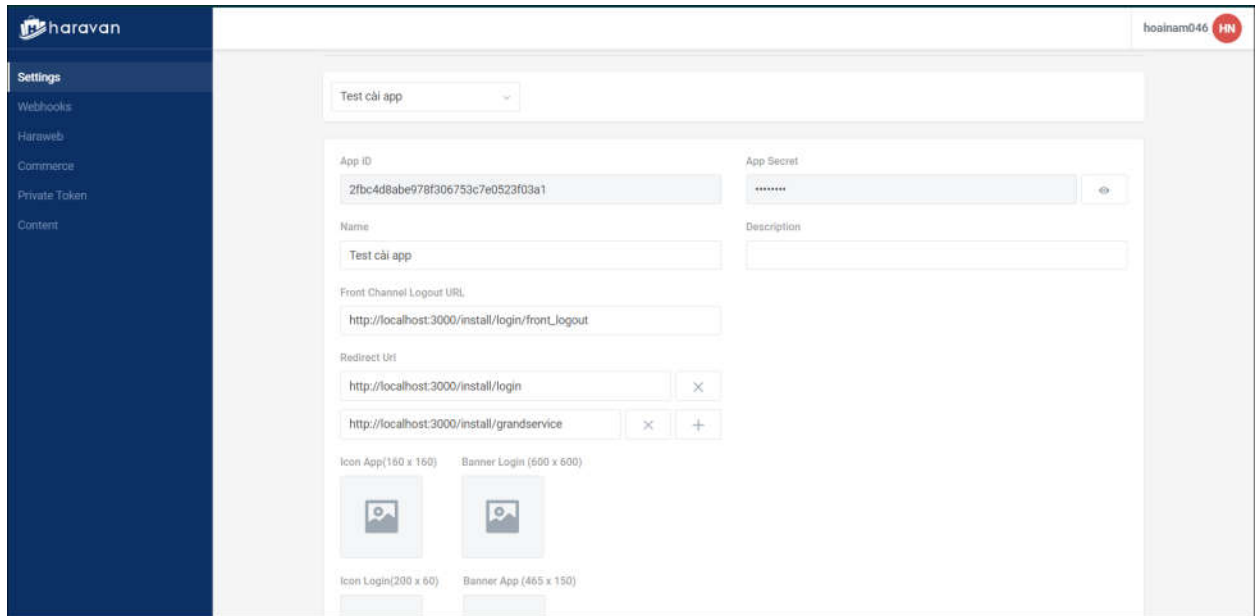 haravan
hoainam046 HN
Settings
Webhooks
Haraweb
Commerce
Private Token
Content
Test cài app
App ID
App Secret
2fbc4d8abe978f306753c7e0523f03a1
••••••••
Name
Description
Test cài app
Front Channel Logout URL
http://localhost:3000/install/login/front_logout
Redirect Url
http://localhost:3000/install/login
http://localhost:3000/install/grandservice
Icon App(160 x 160) Banner Login (600 x 600)
Icon Login(200 x 60) Banner App (465 x 150)